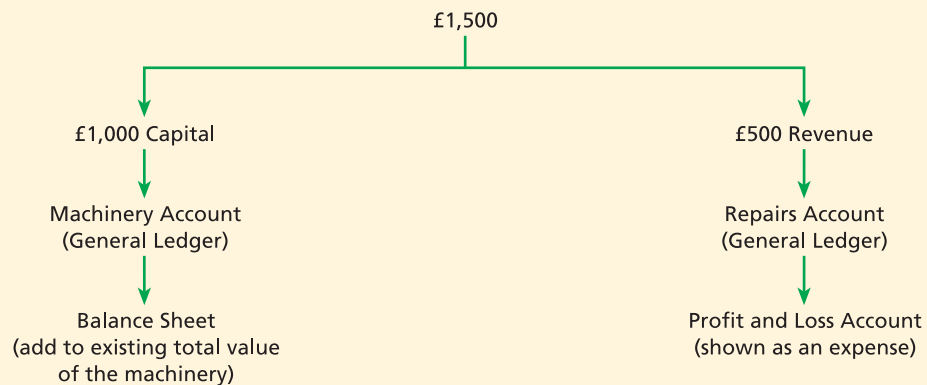 £1,500
£1,000 Capital
£500 Revenue
Machinery Account
(General Ledger)
Repairs Account
(General Ledger)
Balance Sheet
(add to existing total value
of the machinery)
Profit and Loss Account
(shown as an expense)